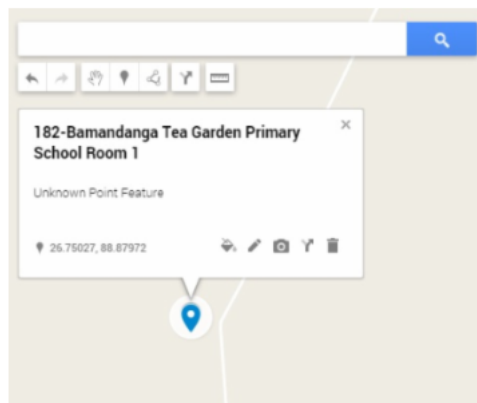 182-Bamandanga Tea Garden Primary
School Room 1
Unknown Point Feature
26.75027, 88.87972